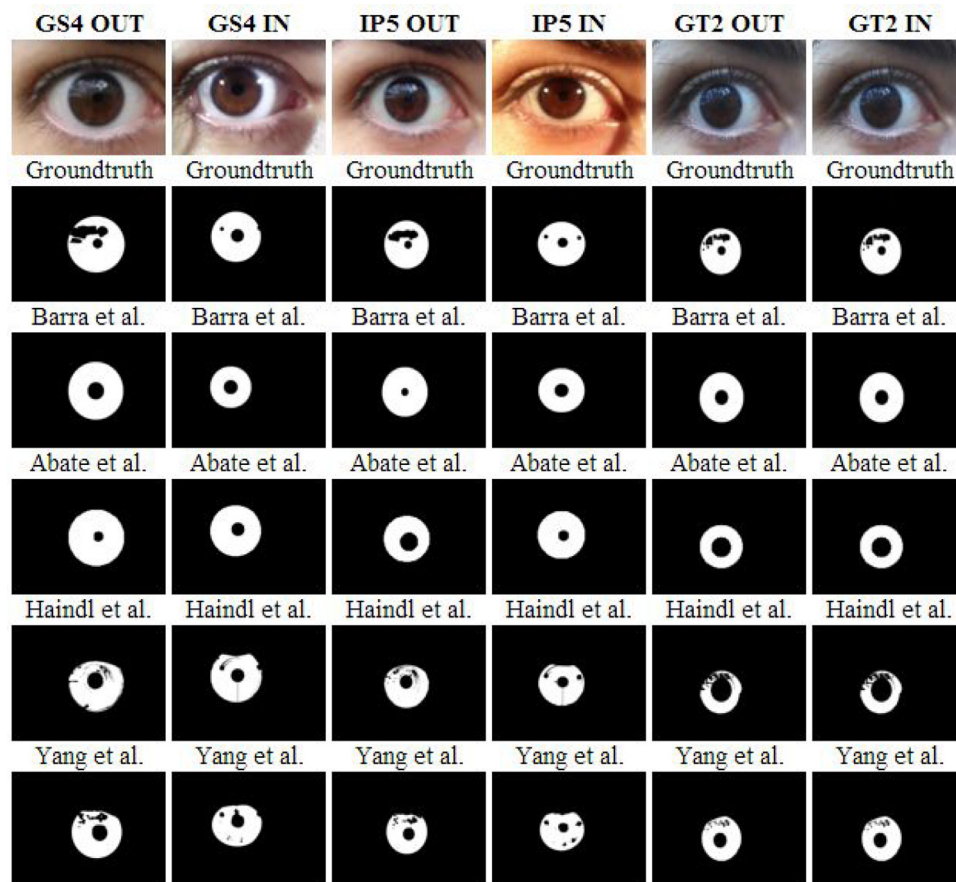 GS4 OUT GS4 IN IP5 OUT IP5 IN GT2 OUT GT2 IN
Groundtruth Groundtruth Groundtruth Groundtruth Groundtruth Groundtruth
Barra et al. Barra et al. Barra et al. Barra et al. Barra et al. Barra et al.
Abate et al. Abate et al. Abate et al. Abate et al. Abate et al. Abate et al.
Haindl et al. Haindl et al. Haindl et al. Haindl et al. Haindl et al. Haindl et al.
Yang et al. Yang et al. Yang et al. Yang et al. Yang et al. Yang et al.